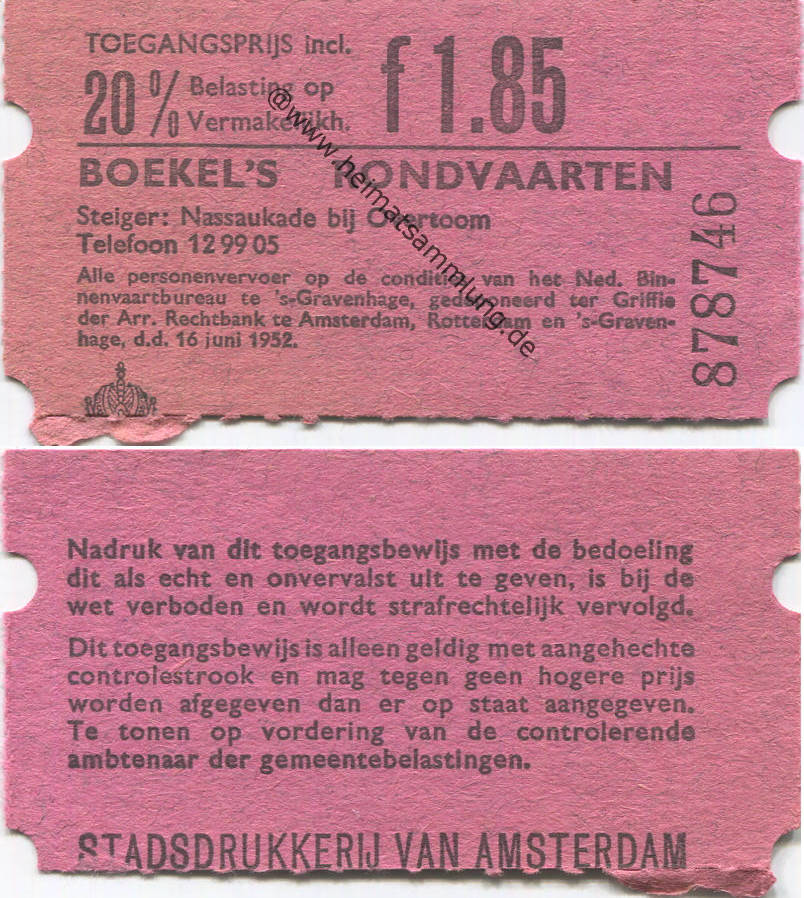 TOEGANGSPRIJS incl.
20% Belasting op
Vermakelijkh.
f 1.85
BOEKEL'S RONDVAARTEN
Steiger: Nassaukade bij Overtoom
Telefoon 12 99 05
Alle personenvervoer op de condities van het Ned. Bin-
nenvaartbureau te 's-Gravenhage, gedeponeerd ter Griffie
der Arr. Rechtbank te Amsterdam, Rotterdam en 's-Graven-
hage, d.d. 16 juni 1952.
878746
@www.heimatsammlung.de
Nadruk van dit toegangsbewijs met de bedoeling
dit als echt en onvervalst uit te geven, is bij de
wet verboden en wordt strafrechtelijk vervolgd.
Dit toegangsbewijs is alleen geldig met aangehechte
controlestrook en mag tegen geen hogere prijs
worden afgegeven dan er op staat aangegeven.
Te tonen op vordering van de controlerende
ambtenaar der gemeentebelastingen.
STADSDRUKKERIJ VAN AMSTERDAM